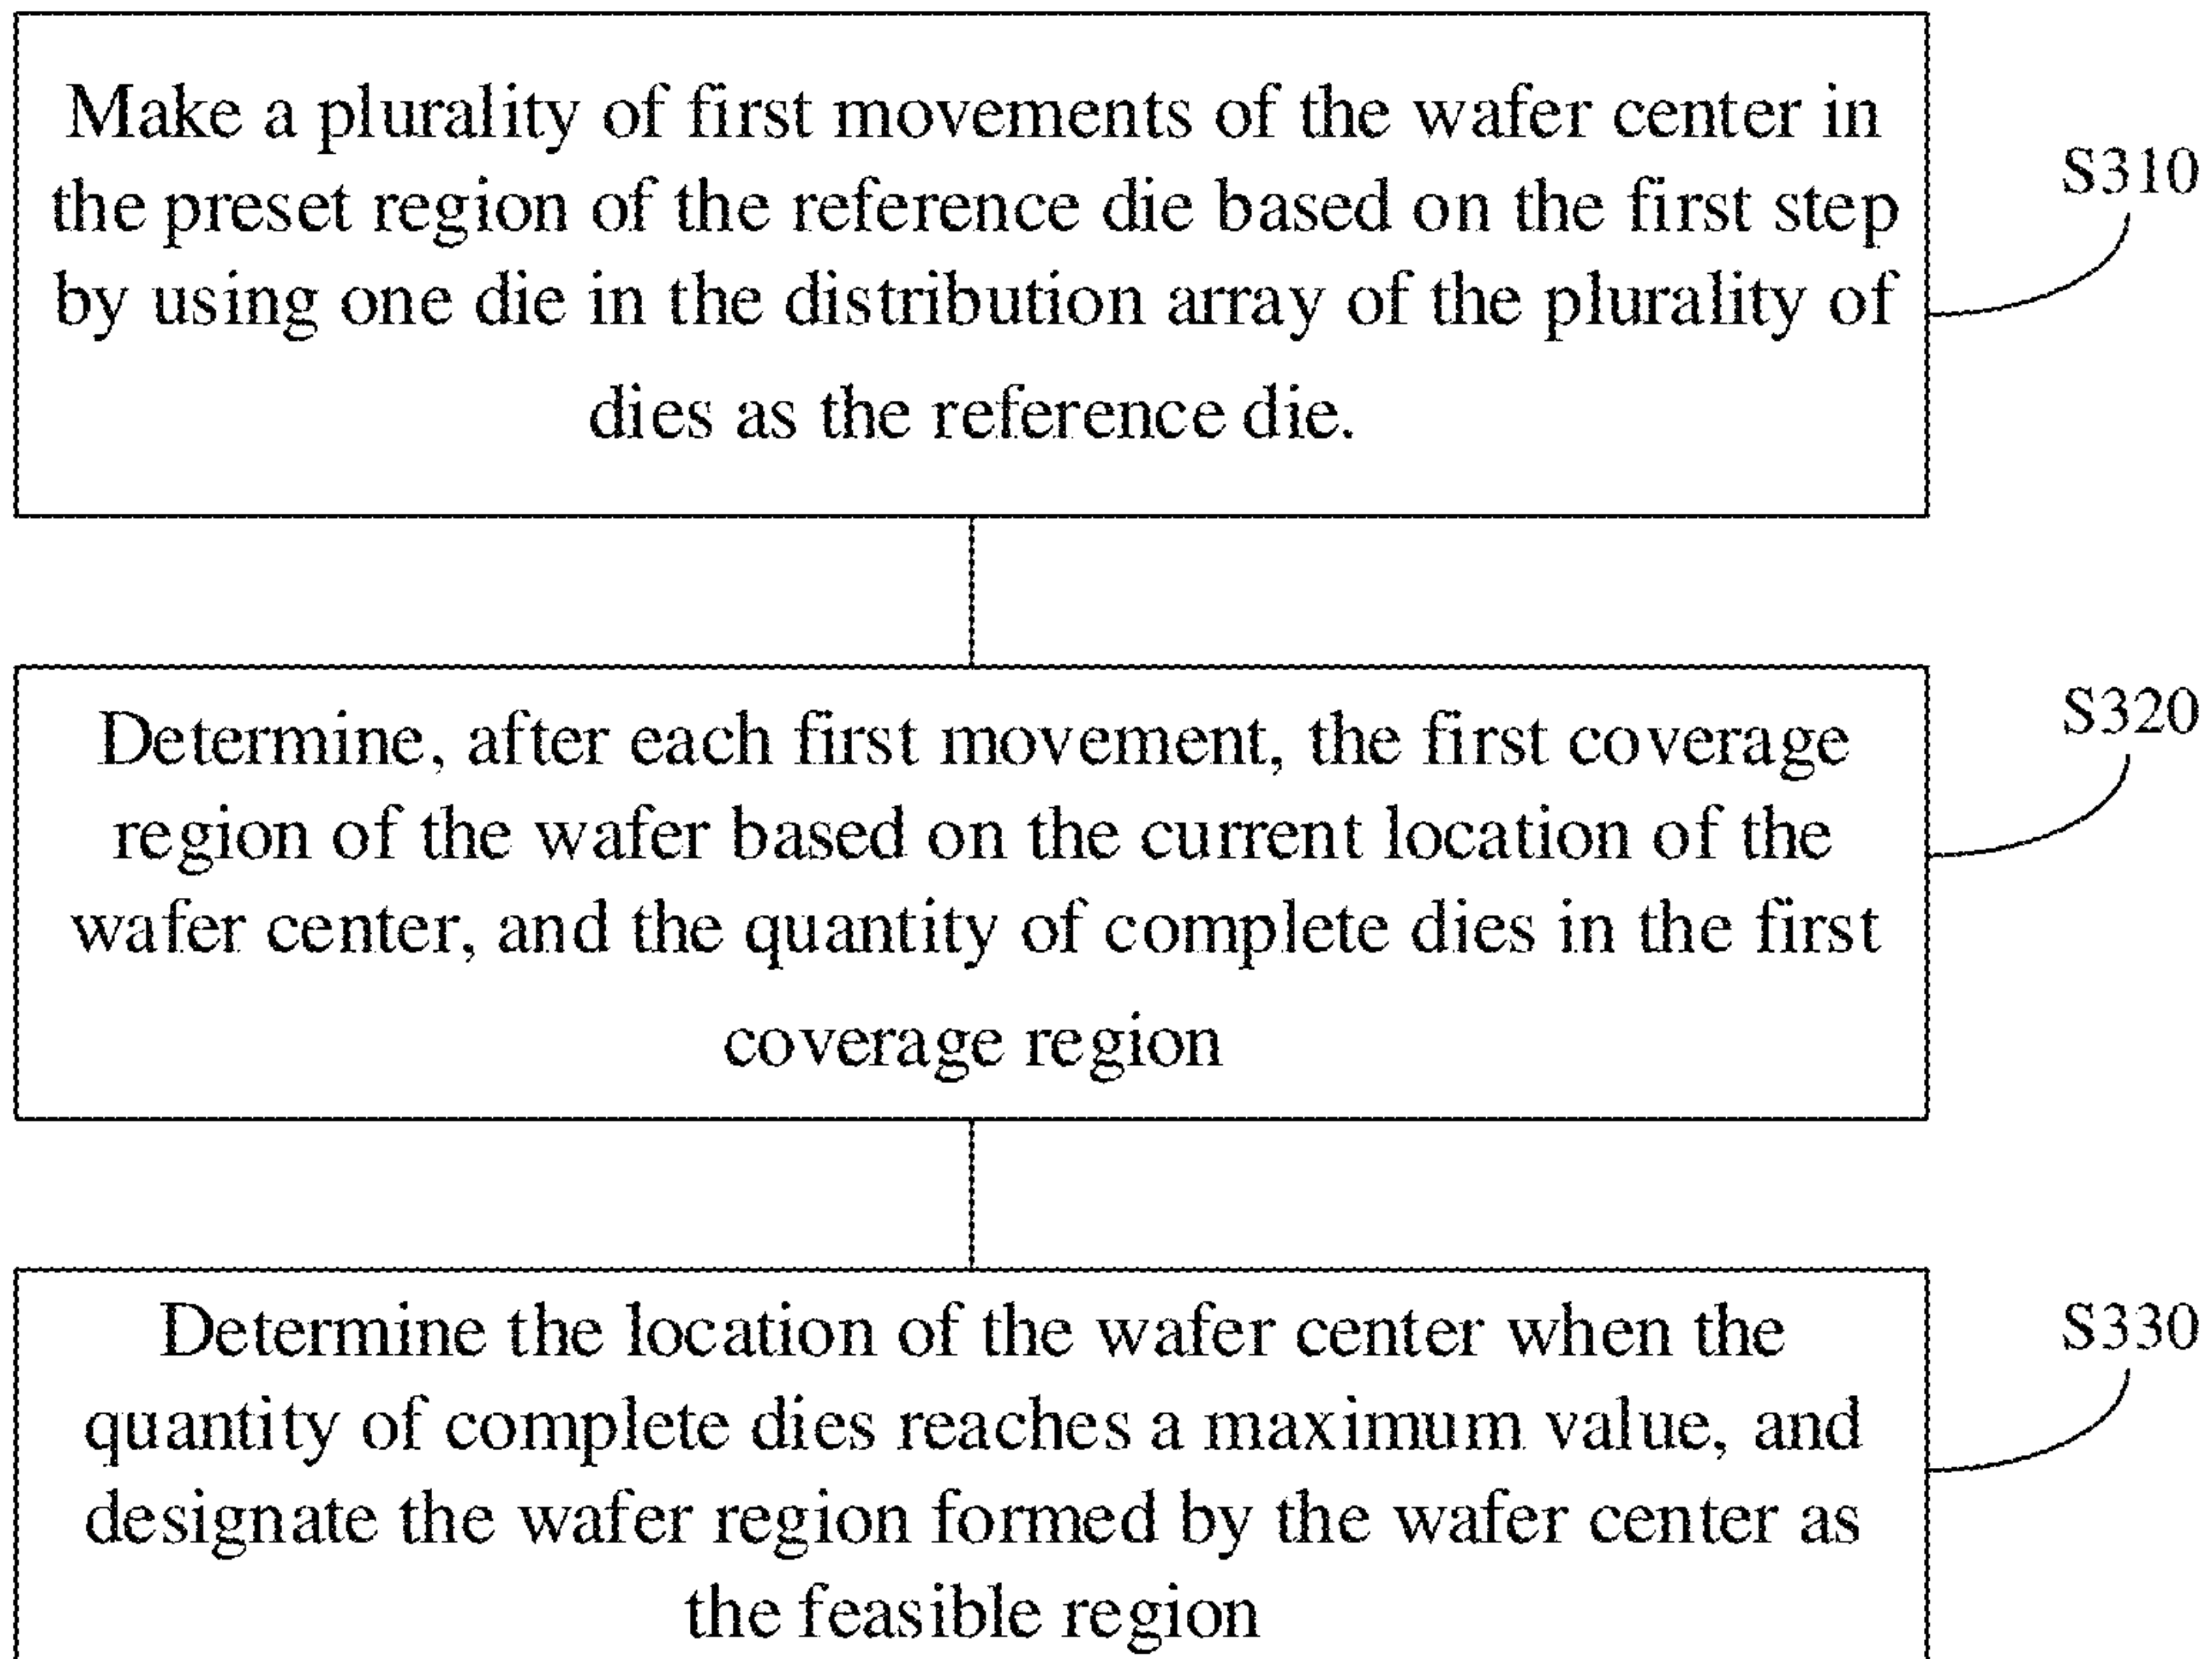 Make a plurality of first movements of the wafer center in
the preset region of the reference die based on the first step
by using one die in the distribution array of the plurality of
dies as the reference die.
S310
Determine, after each first movement, the first coverage
region of the wafer based on the current location of the
wafer center, and the quantity of complete dies in the first
coverage region
S320
Determine the location of the wafer center when the
quantity of complete dies reaches a maximum value, and
designate the wafer region formed by the wafer center as
the feasible region
S330